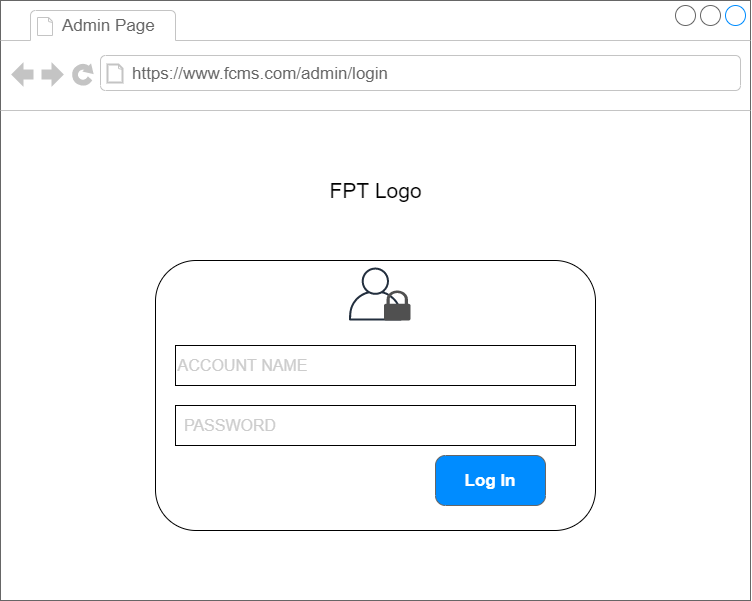 Admin Page
https://www.fcms.com/admin/login
FPT Logo
ACCOUNT NAME
PASSWORD
Log In